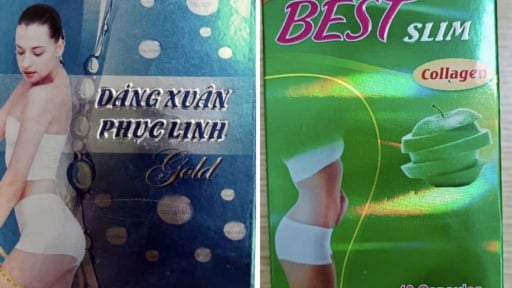 DÁNG XUÂN
PHỤC LINH
Gold
BEST
SLIM
Collagen